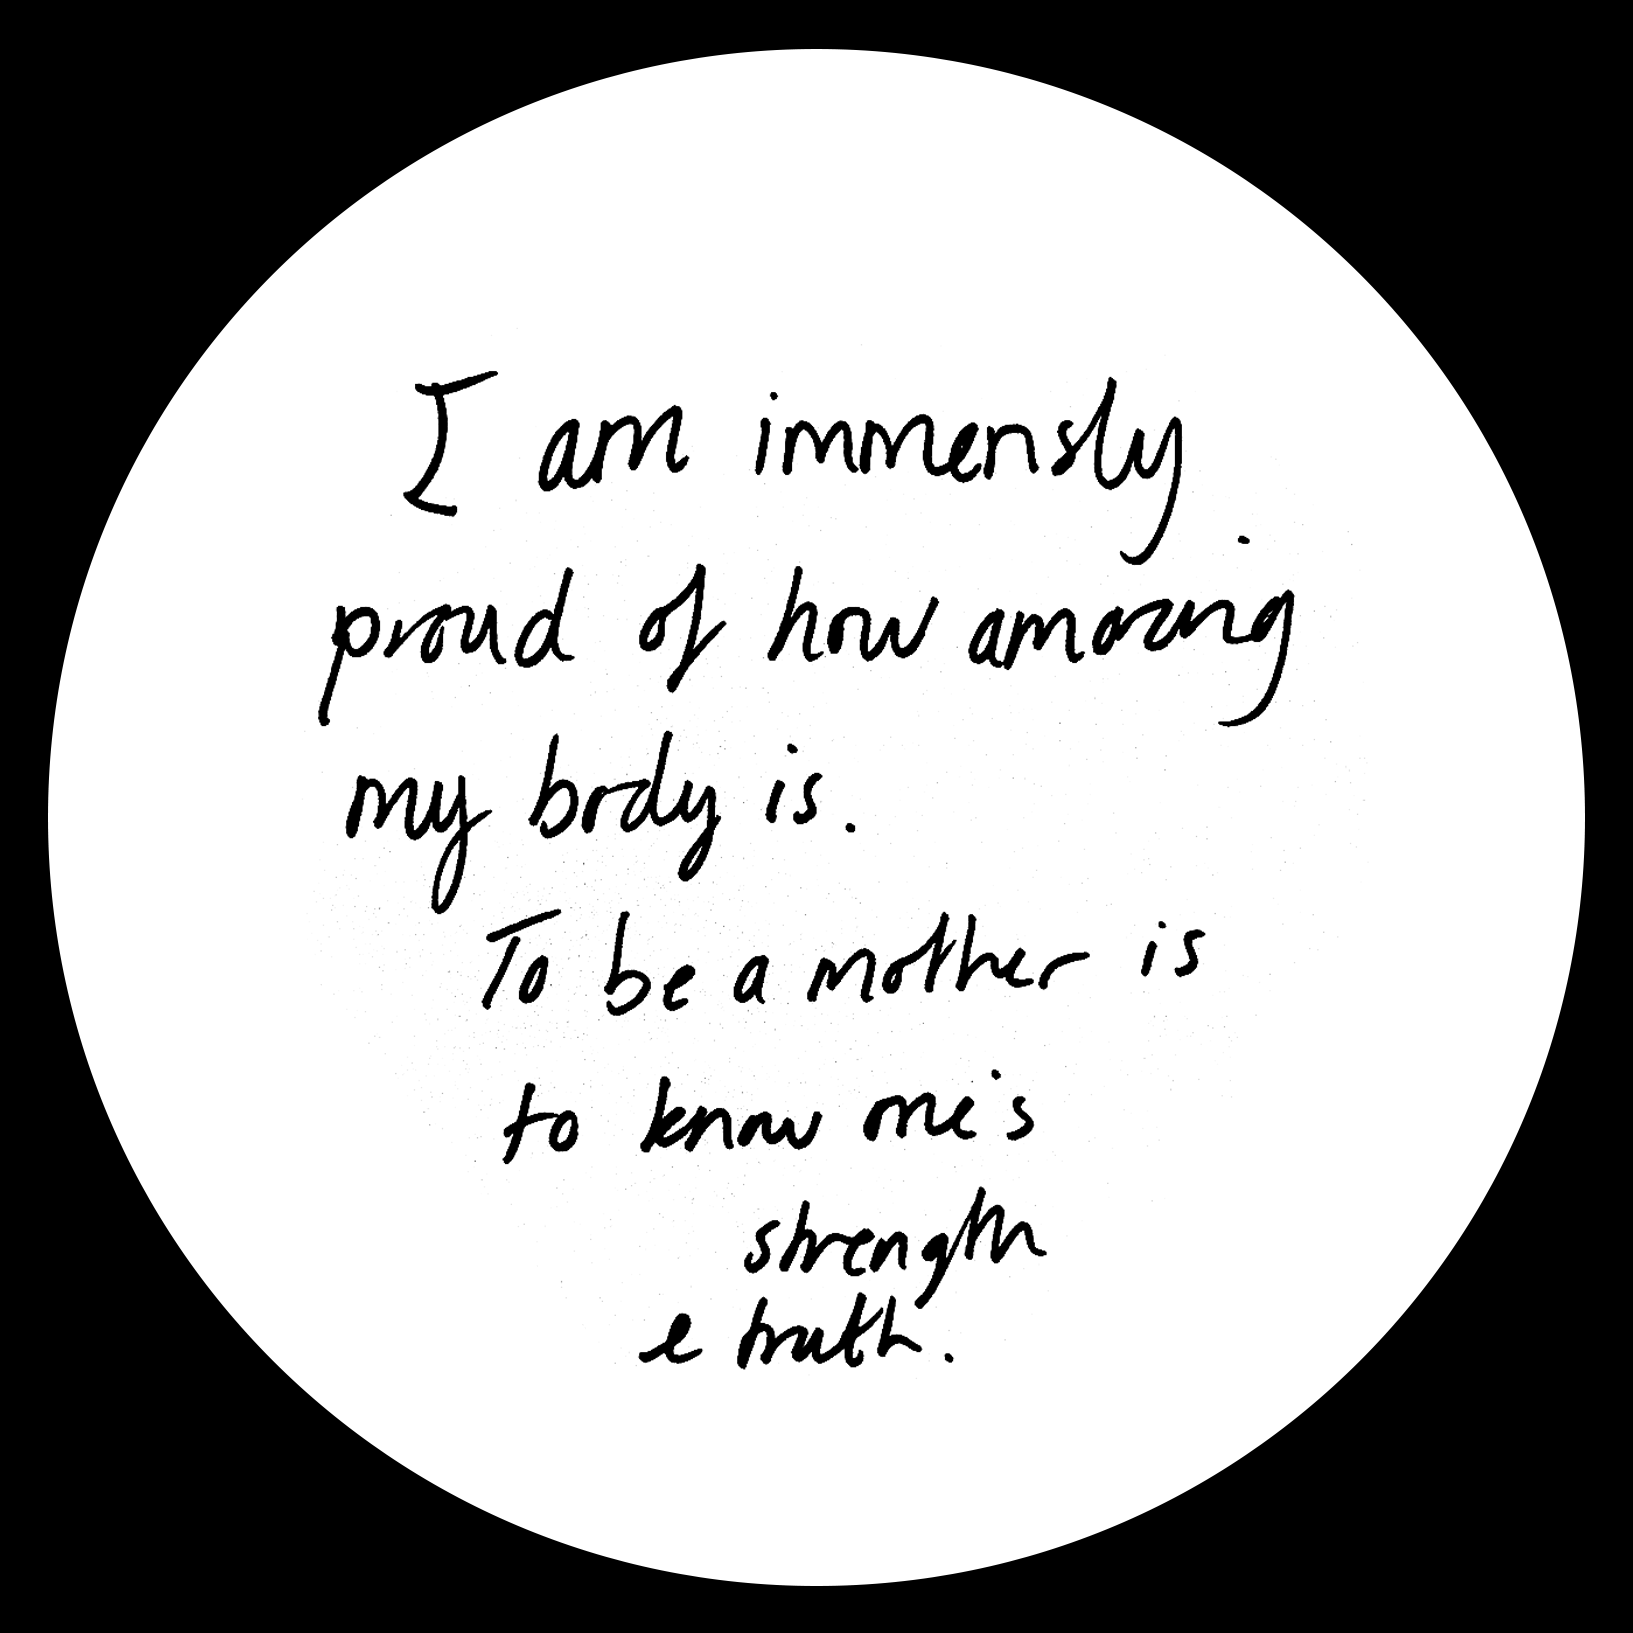 I am immensly
proud of how amazing
my body is.
To be a mother is
to know one's
strength
& truth.